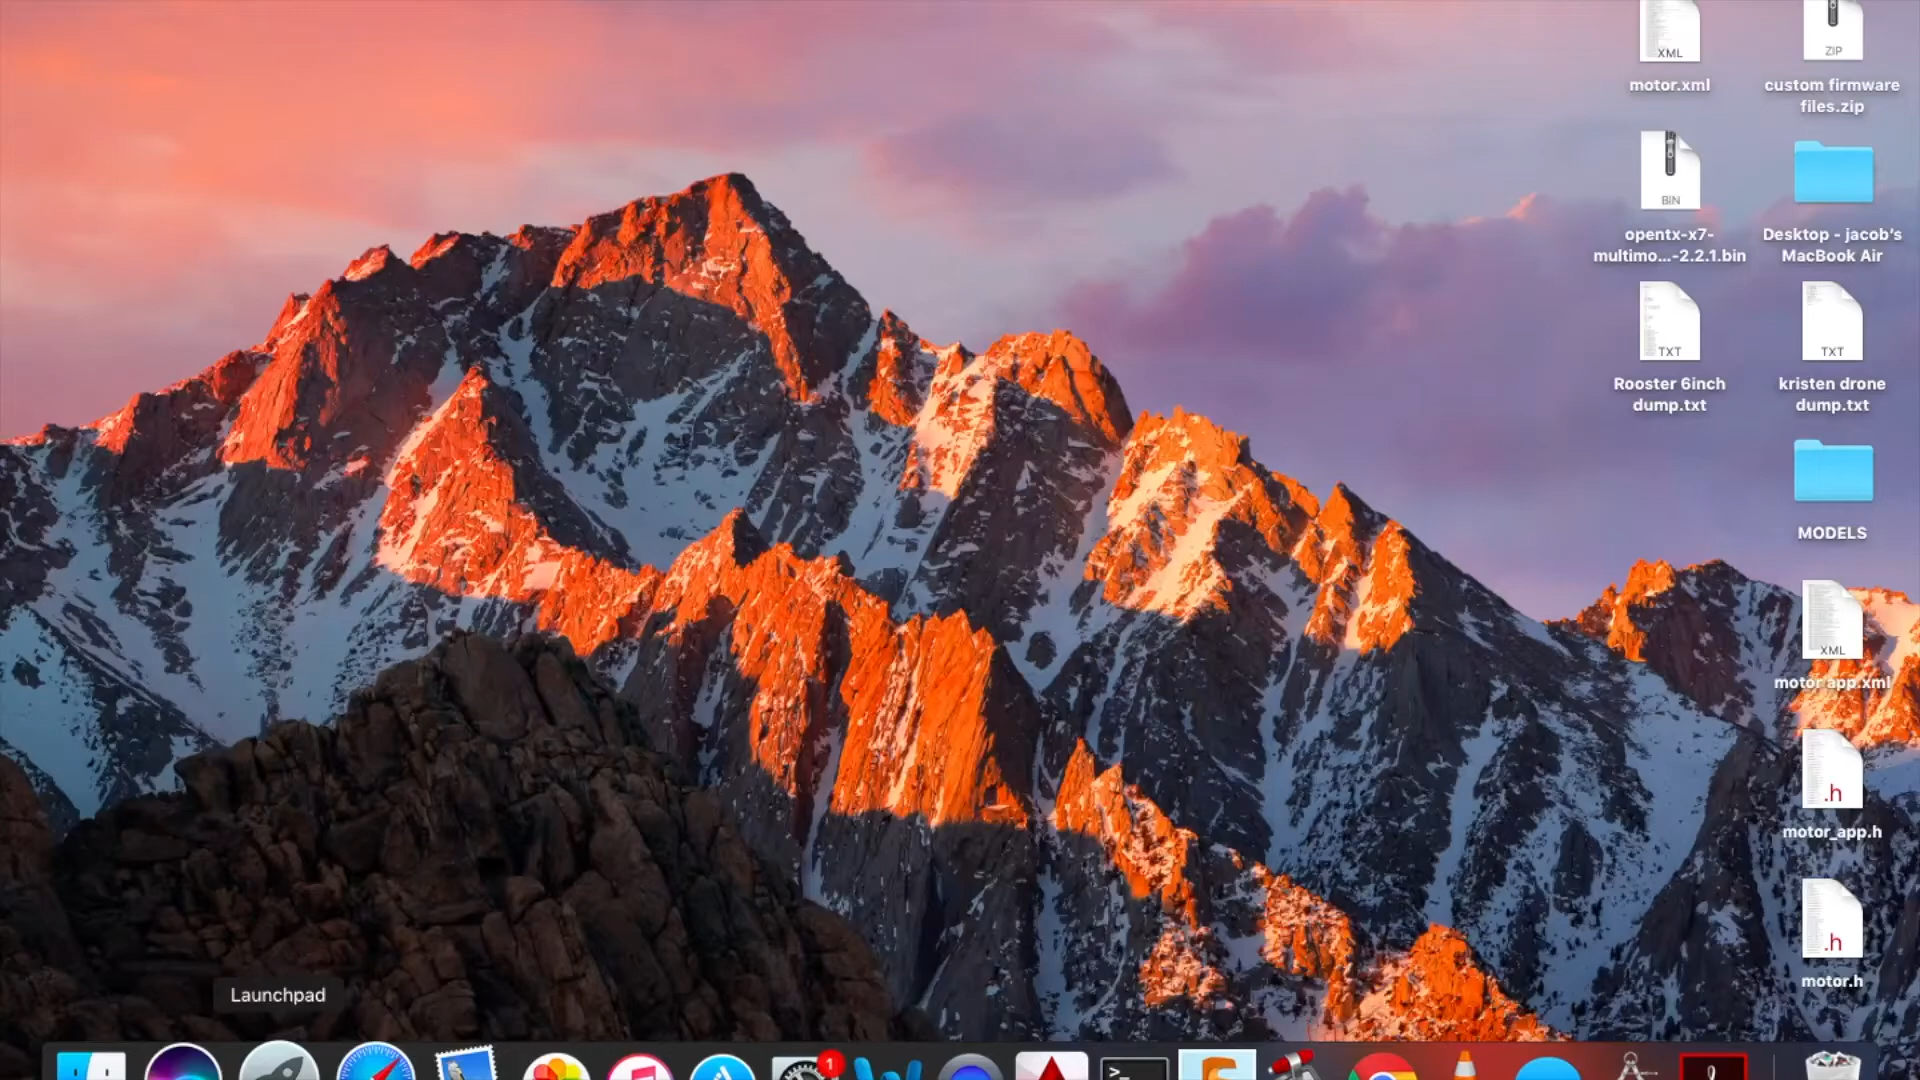 XML
motor.xml
ZIP
custom firmware
files.zip
BIN
opentx-x7-
multimo...-2.2.1.bin
Desktop - jacob's
MacBook Air
TXT
Rooster 6inch
dump.txt
TXT
kristen drone
dump.txt
MODELS
XML
motor app.xml
.h
motor_app.h
.h
motor.h
Launchpad
1
>_